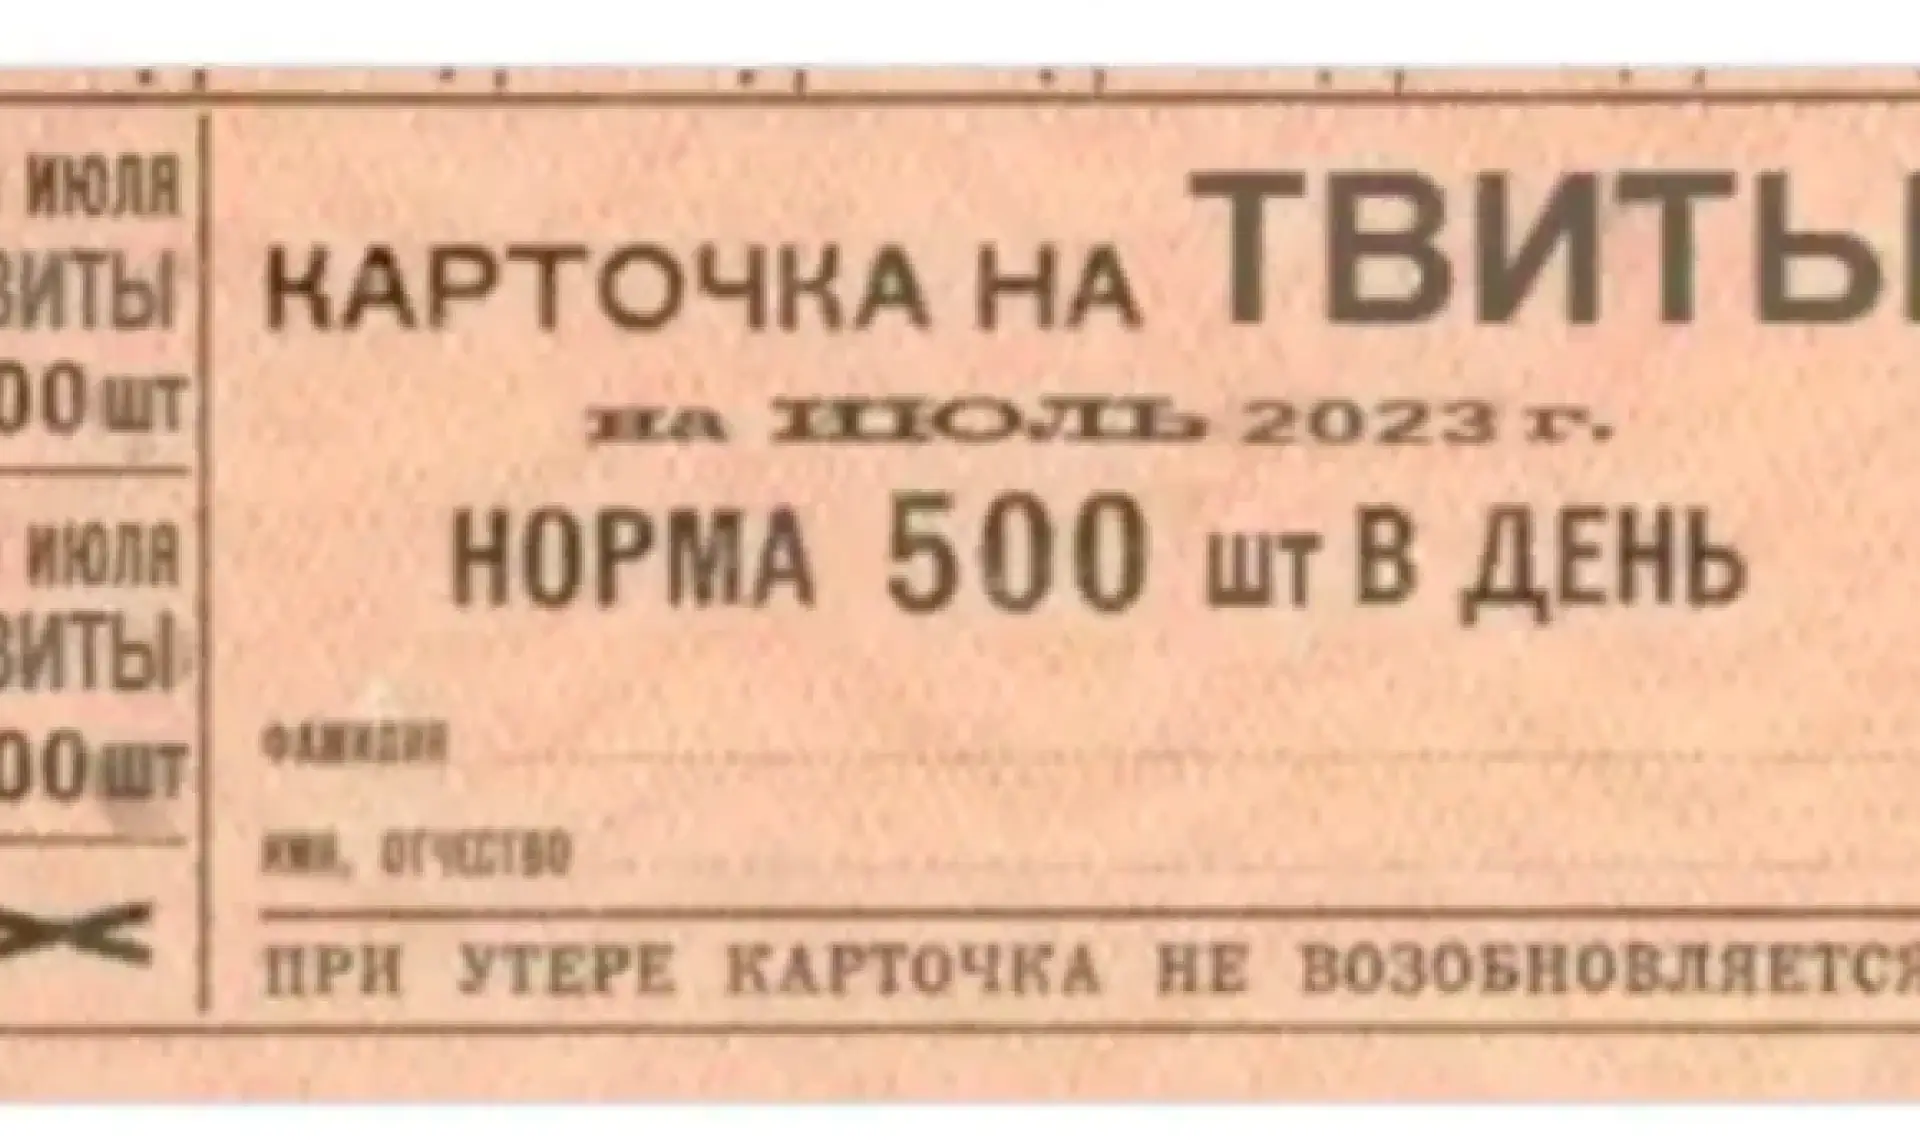 ИЮЛЯ
ВИТЫ
00 шт
ИЮЛЯ
ВИТЫ
00 шт
КАРТОЧКА НА ТВИТЫ
на ИЮЛЬ 2023 г.
НОРМА 500 шт В ДЕНЬ
ФАМИЛИЯ
ИМЯ, ОТЧЕСТВО
ПРИ УТЕРЕ КАРТОЧКА НЕ ВОЗОБНОВЛЯЕТСЯ